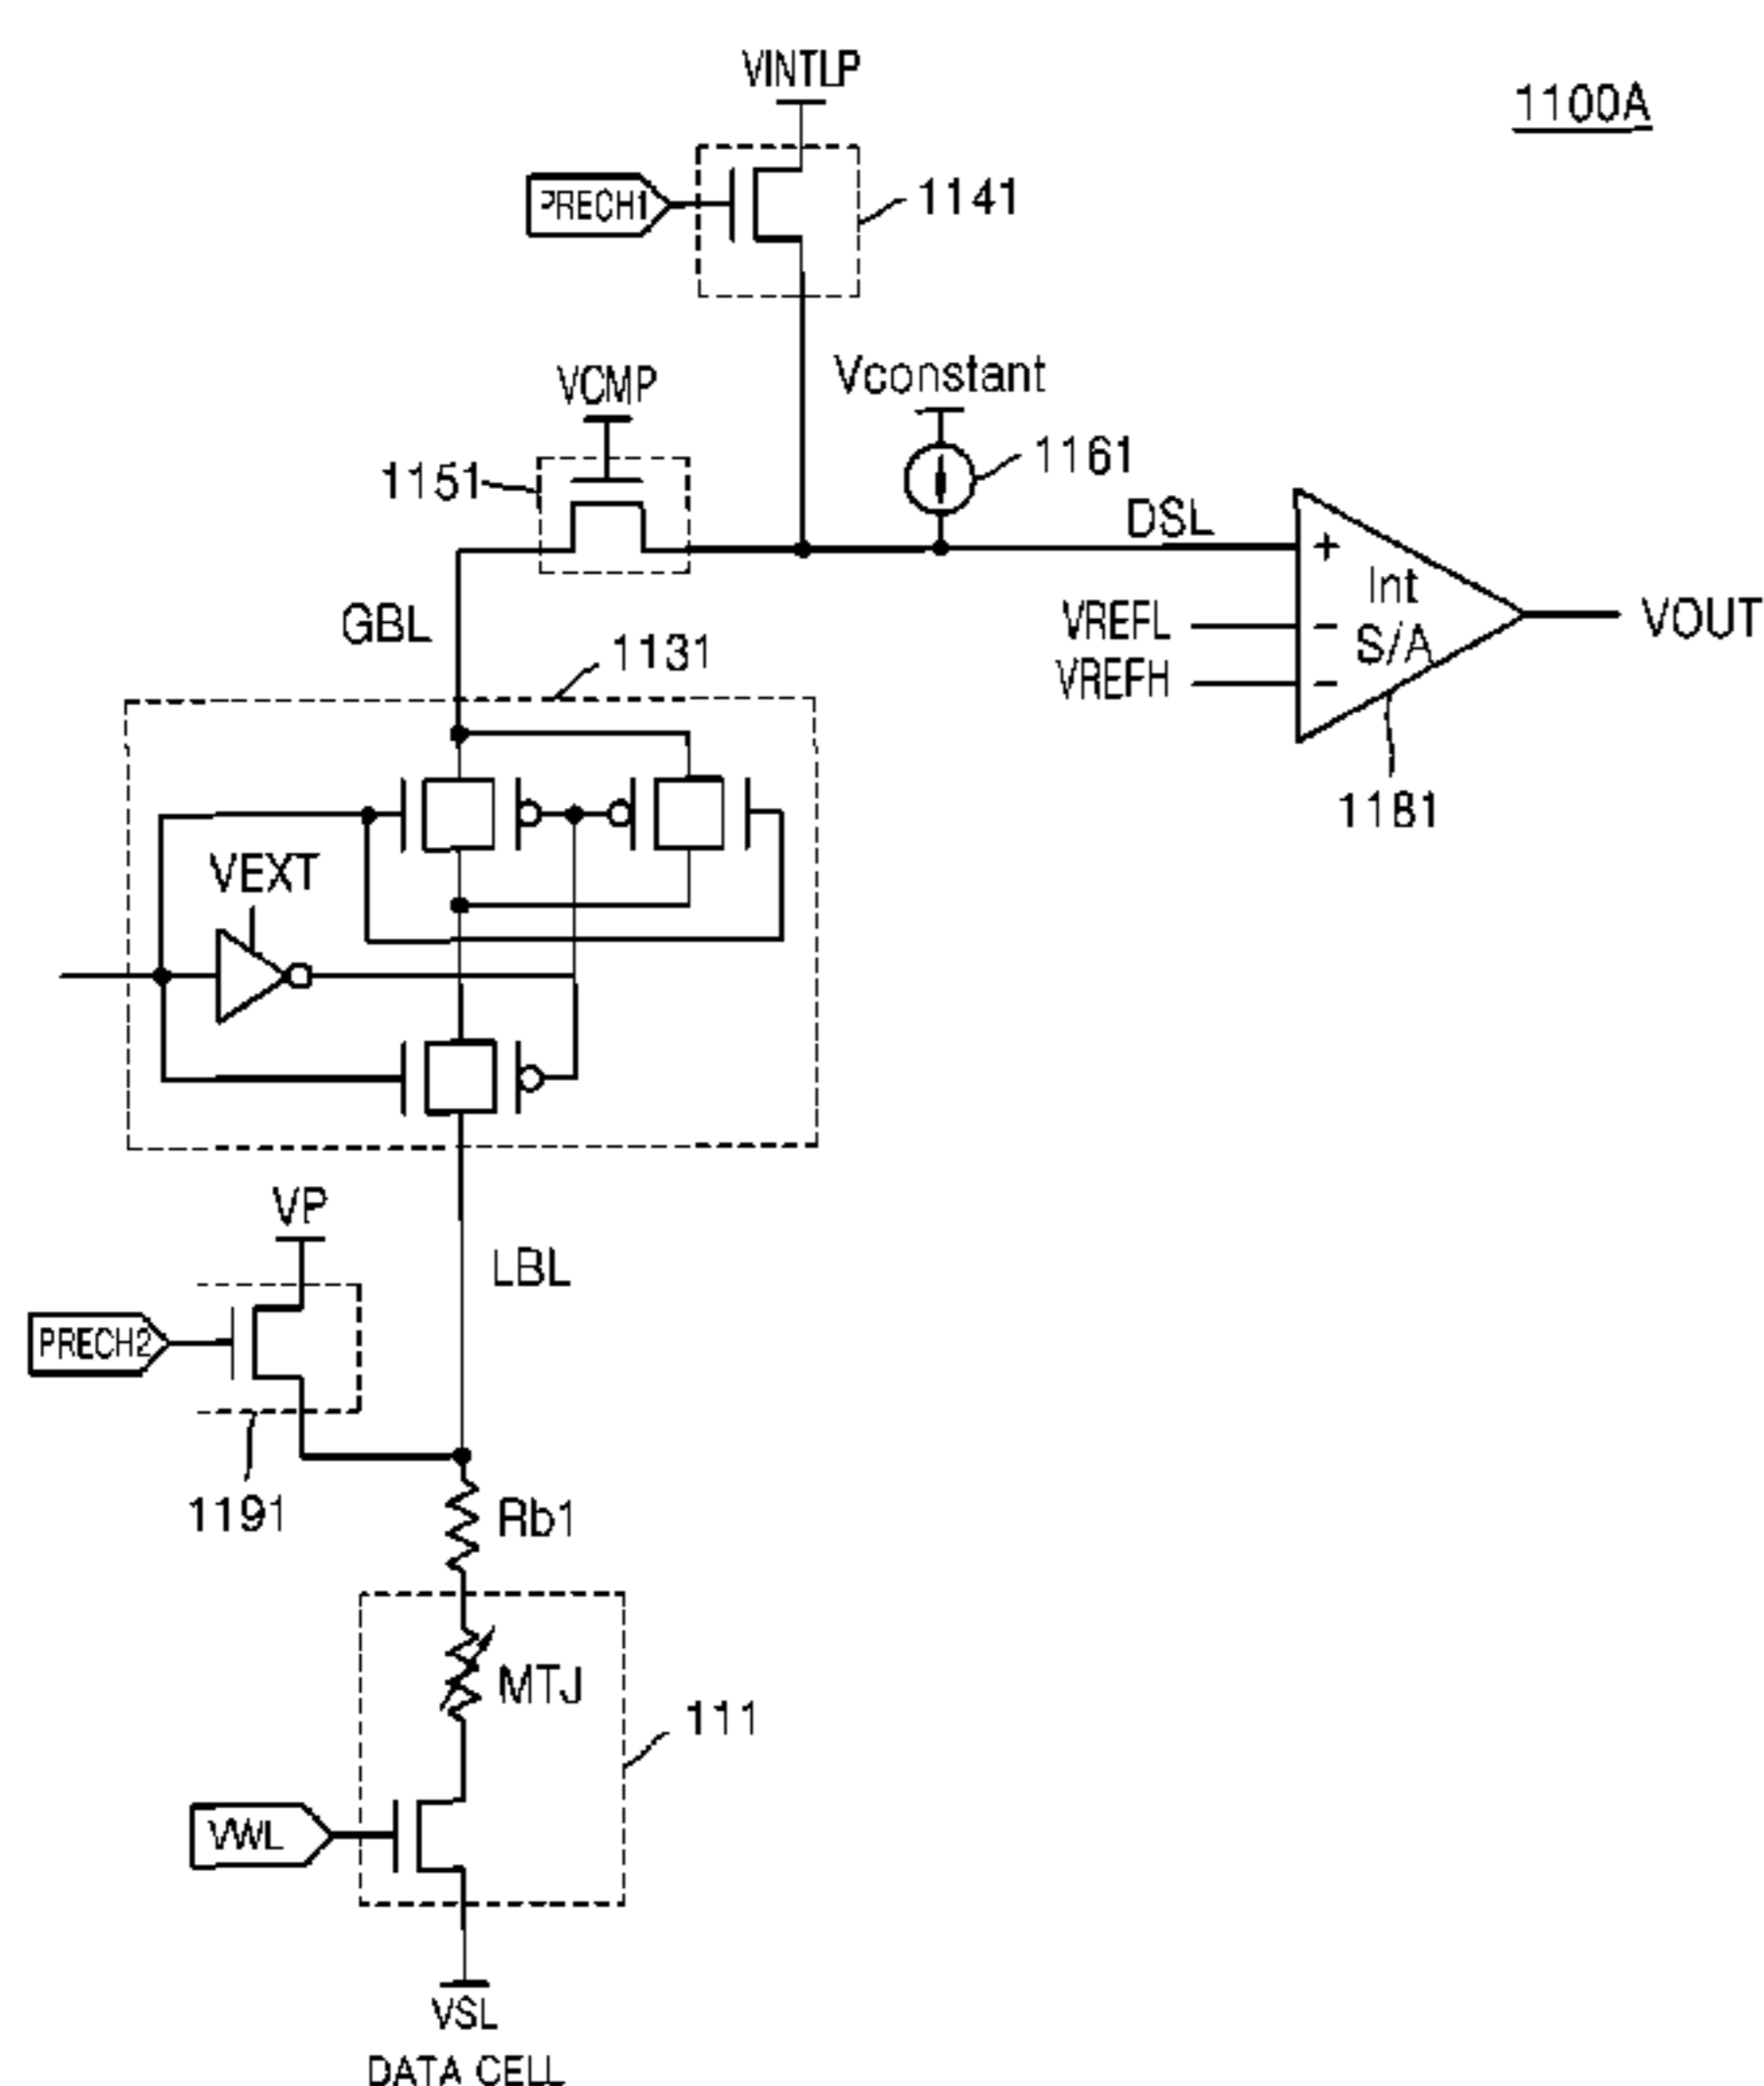 VINTLP
1100A
PRECH1
1141
Vconstant
VCMP
1161
1151
DSL
+
Int
GBL
VREFL
-
S/A
VOUT
1131
VREFH
-
1181
VEXT
VP
LBL
PRECH2
Rb1
1191
MTJ
111
VWL
VSL
DATA CELL